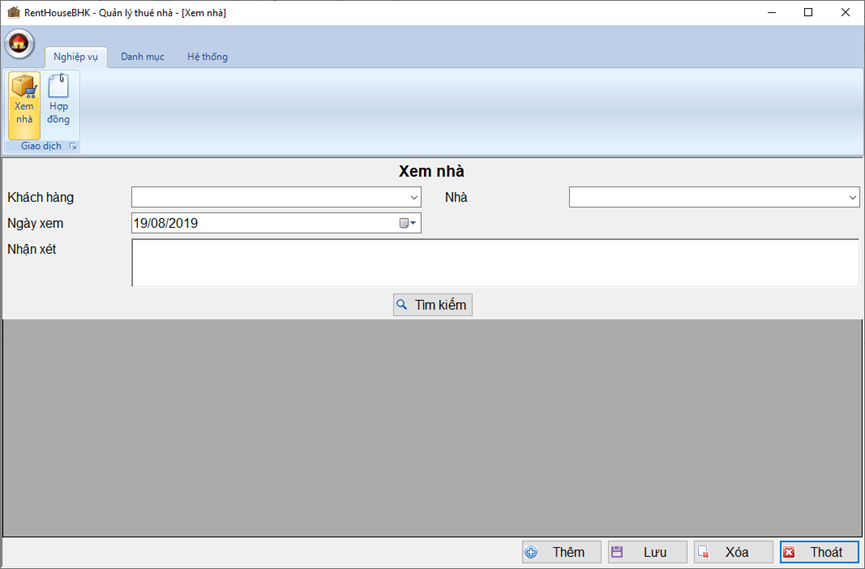 RentHouseBHK - Quản lý thuê nhà - [Xem nhà]
Nghiệp vụ Danh mục Hệ thống
Xem nhà
Hợp đồng
Giao dịch
Xem nhà
Khách hàng Nhà
Ngày xem 19/08/2019
Nhận xét
Tìm kiếm
Thêm Lưu Xóa Thoát